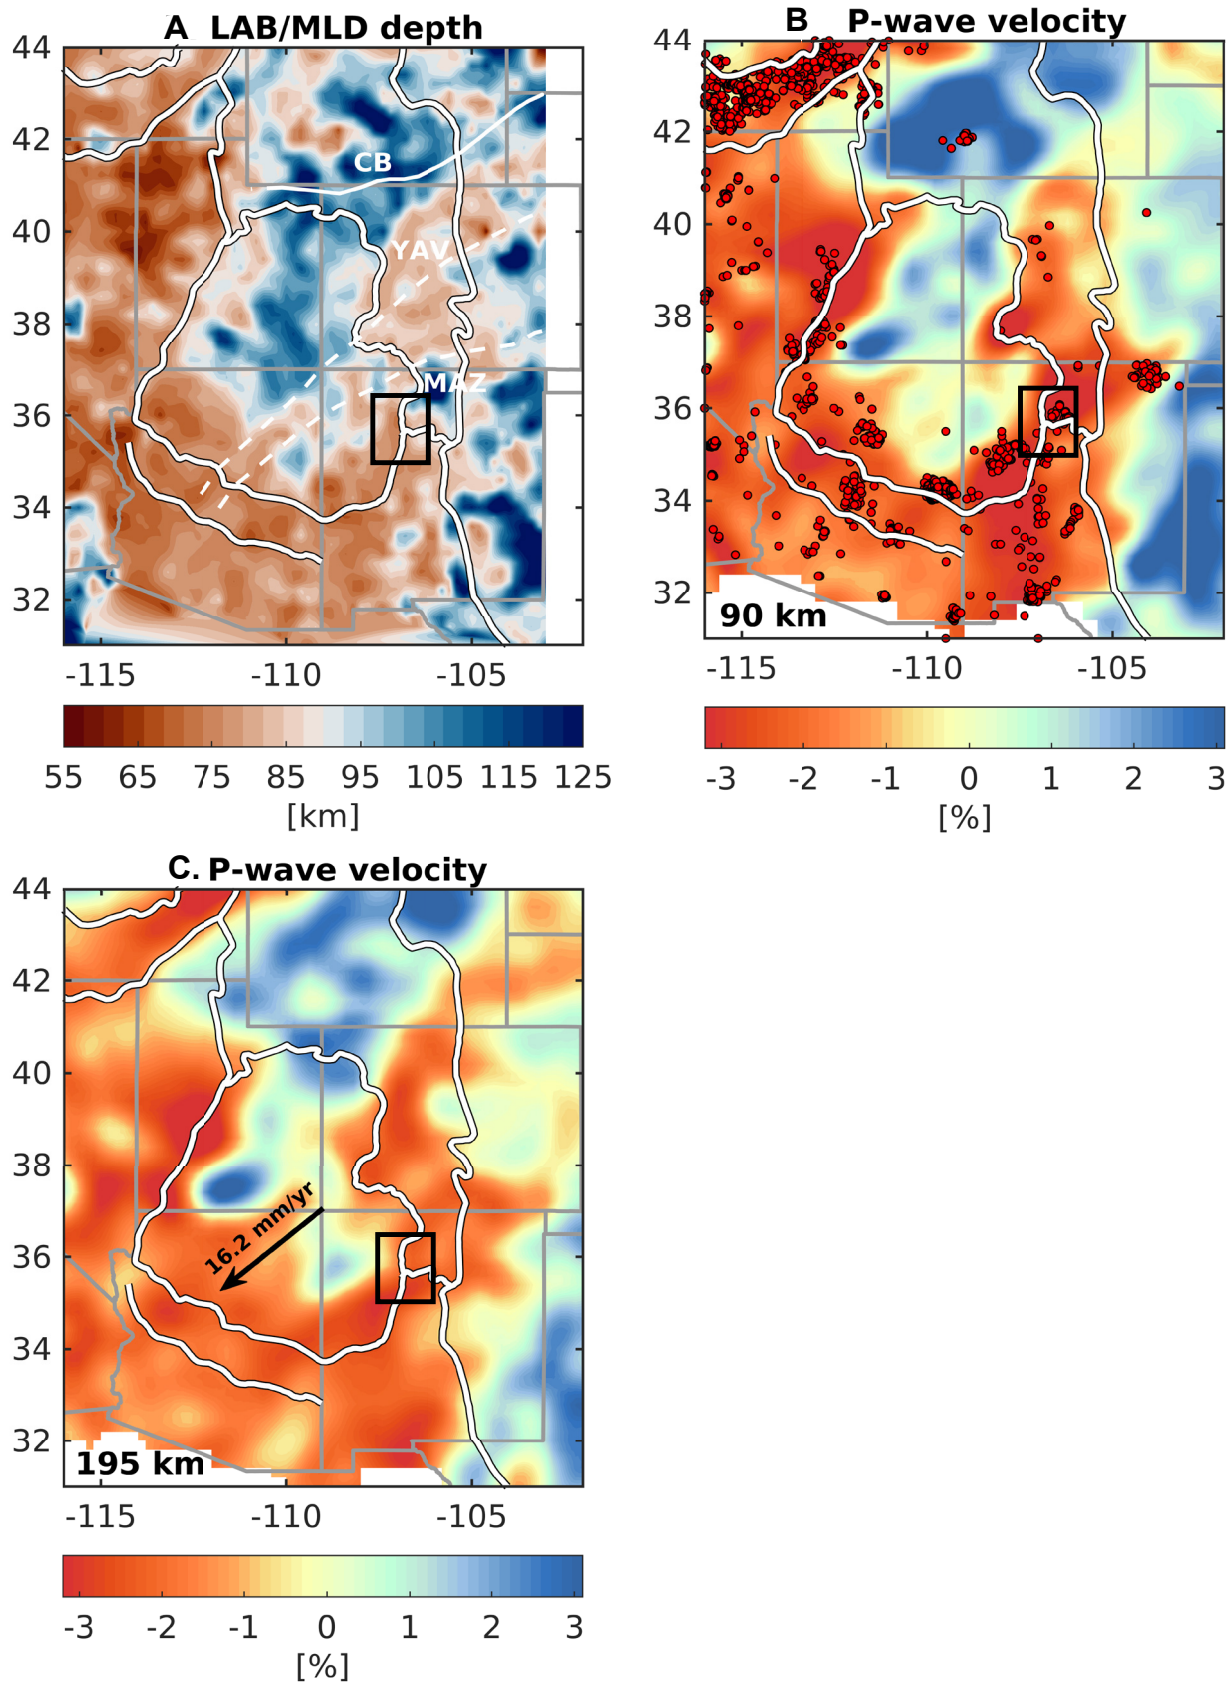 A LAB/MLD depth
44
42
40
38
36
34
32
CB
YAV
MAZ
-115 -110 -105
55 65 75 85 95 105 115 125
[km]
B P-wave velocity
44
42
40
38
36
34
32
90 km
-115 -110 -105
-3 -2 -1 0 1 2 3
[%]
C. P-wave velocity
44
42
40
38
36
34
32
16.2 mm/yr
195 km
-115 -110 -105
-3 -2 -1 0 1 2 3
[%]